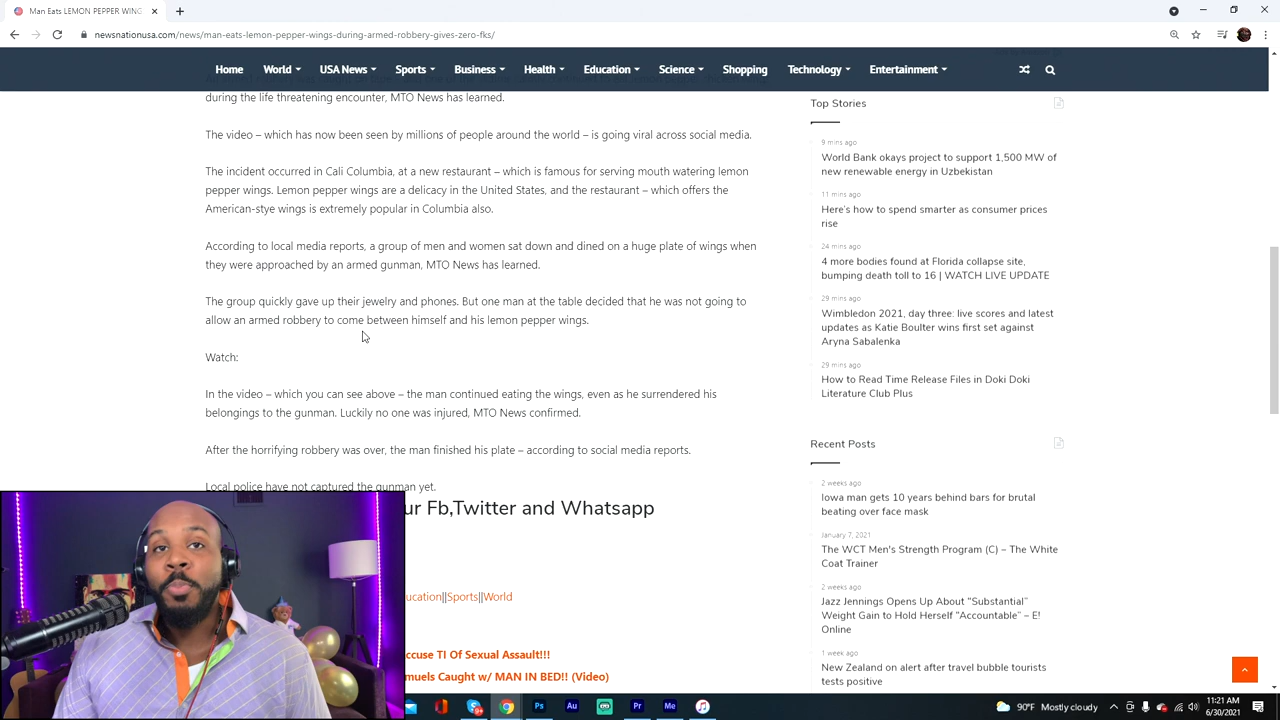 Man Eats LEMON PEPPER WING
newsnationusa.com/news/man-eats-lemon-pepper-wings-during-armed-robbery-gives-zero-fks/
Home World USA News Sports Business Health Education Science Shopping Technology Entertainment
during the life threatening encounter, MTO News has learned.
The video – which has now been seen by millions of people around the world – is going viral across social media.
The incident occurred in Cali Columbia, at a new restaurant – which is famous for serving mouth watering lemon
pepper wings. Lemon pepper wings are a delicacy in the United States, and the restaurant – which offers the
American-stye wings is extremely popular in Columbia also.
According to local media reports, a group of men and women sat down and dined on a huge plate of wings when
they were approached by an armed gunman, MTO News has learned.
The group quickly gave up their jewelry and phones. But one man at the table decided that he was not going to
allow an armed robbery to come between himself and his lemon pepper wings.
Watch:
In the video – which you can see above – the man continued eating the wings, even as he surrendered his
belongings to the gunman. Luckily no one was injured, MTO News confirmed.
After the horrifying robbery was over, the man finished his plate – according to social media reports.
Local police have not captured the gunman yet.
ur Fb,Twitter and Whatsapp
ucation||Sports||World
ccuse TI Of Sexual Assault!!!
muels Caught w/ MAN IN BED!! (Video)
Top Stories
9 mins ago
World Bank okays project to support 1,500 MW of
new renewable energy in Uzbekistan
11 mins ago
Here's how to spend smarter as consumer prices
rise
24 mins ago
4 more bodies found at Florida collapse site,
bumping death toll to 16 | WATCH LIVE UPDATE
29 mins ago
Wimbledon 2021, day three: live scores and latest
updates as Katie Boulter wins first set against
Aryna Sabalenka
29 mins ago
How to Read Time Release Files in Doki Doki
Literature Club Plus
Recent Posts
2 weeks ago
Iowa man gets 10 years behind bars for brutal
beating over face mask
January 7, 2021
The WCT Men's Strength Program (C) – The White
Coat Trainer
2 weeks ago
Jazz Jennings Opens Up About "Substantial"
Weight Gain to Hold Herself "Accountable" – E!
Online
1 week ago
New Zealand on alert after travel bubble tourists
tests positive
Ps
Au
Pr
Me
90°F Mostly cloudy
11:21 AM
6/30/2021